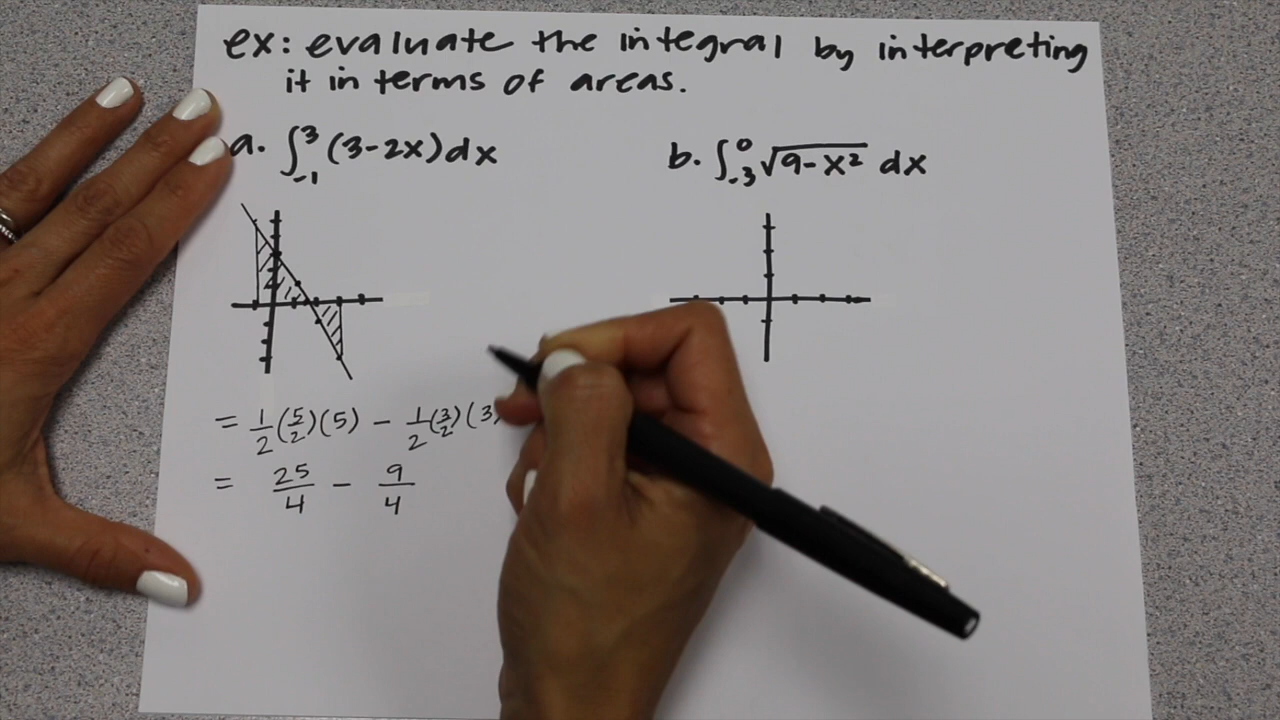 ex: evaluate the integral by interpreting
it in terms of areas.
a. ∫₋₁³ (3-2x)dx
b. ∫₋₃⁰ √(9-x²) dx
= 1/2 (5/2)(5) - 1/2 (3/2)(3)
= 25/4 - 9/4